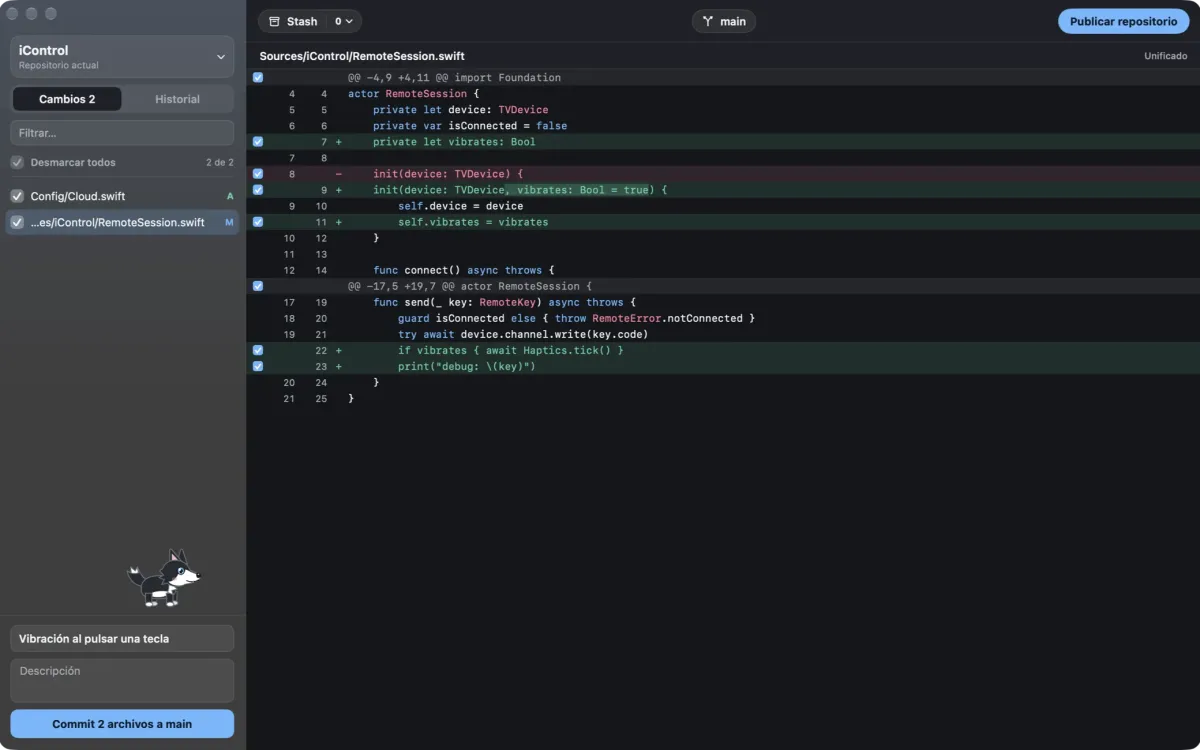 iControl
Repositorio actual
Cambios 2
Historial
Filtrar...
Desmarcar todos
2 de 2
Config/Cloud.swift
A
...es/iControl/RemoteSession.swift
M
Vibración al pulsar una tecla
Descripción
Commit 2 archivos a main
Stash 0
main
Publicar repositorio
Sources/iControl/RemoteSession.swift
Unificado
@@ -4,9 +4,11 @@ import Foundation
4 4 actor RemoteSession {
5 5 private let device: TVDevice
6 6 private var isConnected = false
7 + private let vibrates: Bool
7 8
8 - init(device: TVDevice) {
9 + init(device: TVDevice, vibrates: Bool = true) {
9 10 self.device = device
11 + self.vibrates = vibrates
10 12 }
11 13
12 14 func connect() async throws {
@@ -17,5 +19,7 @@ actor RemoteSession {
17 19 func send(_ key: RemoteKey) async throws {
18 20 guard isConnected else { throw RemoteError.notConnected }
19 21 try await device.channel.write(key.code)
22 + if vibrates { await Haptics.tick() }
23 + print("debug: \(key)")
20 24 }
21 25 }